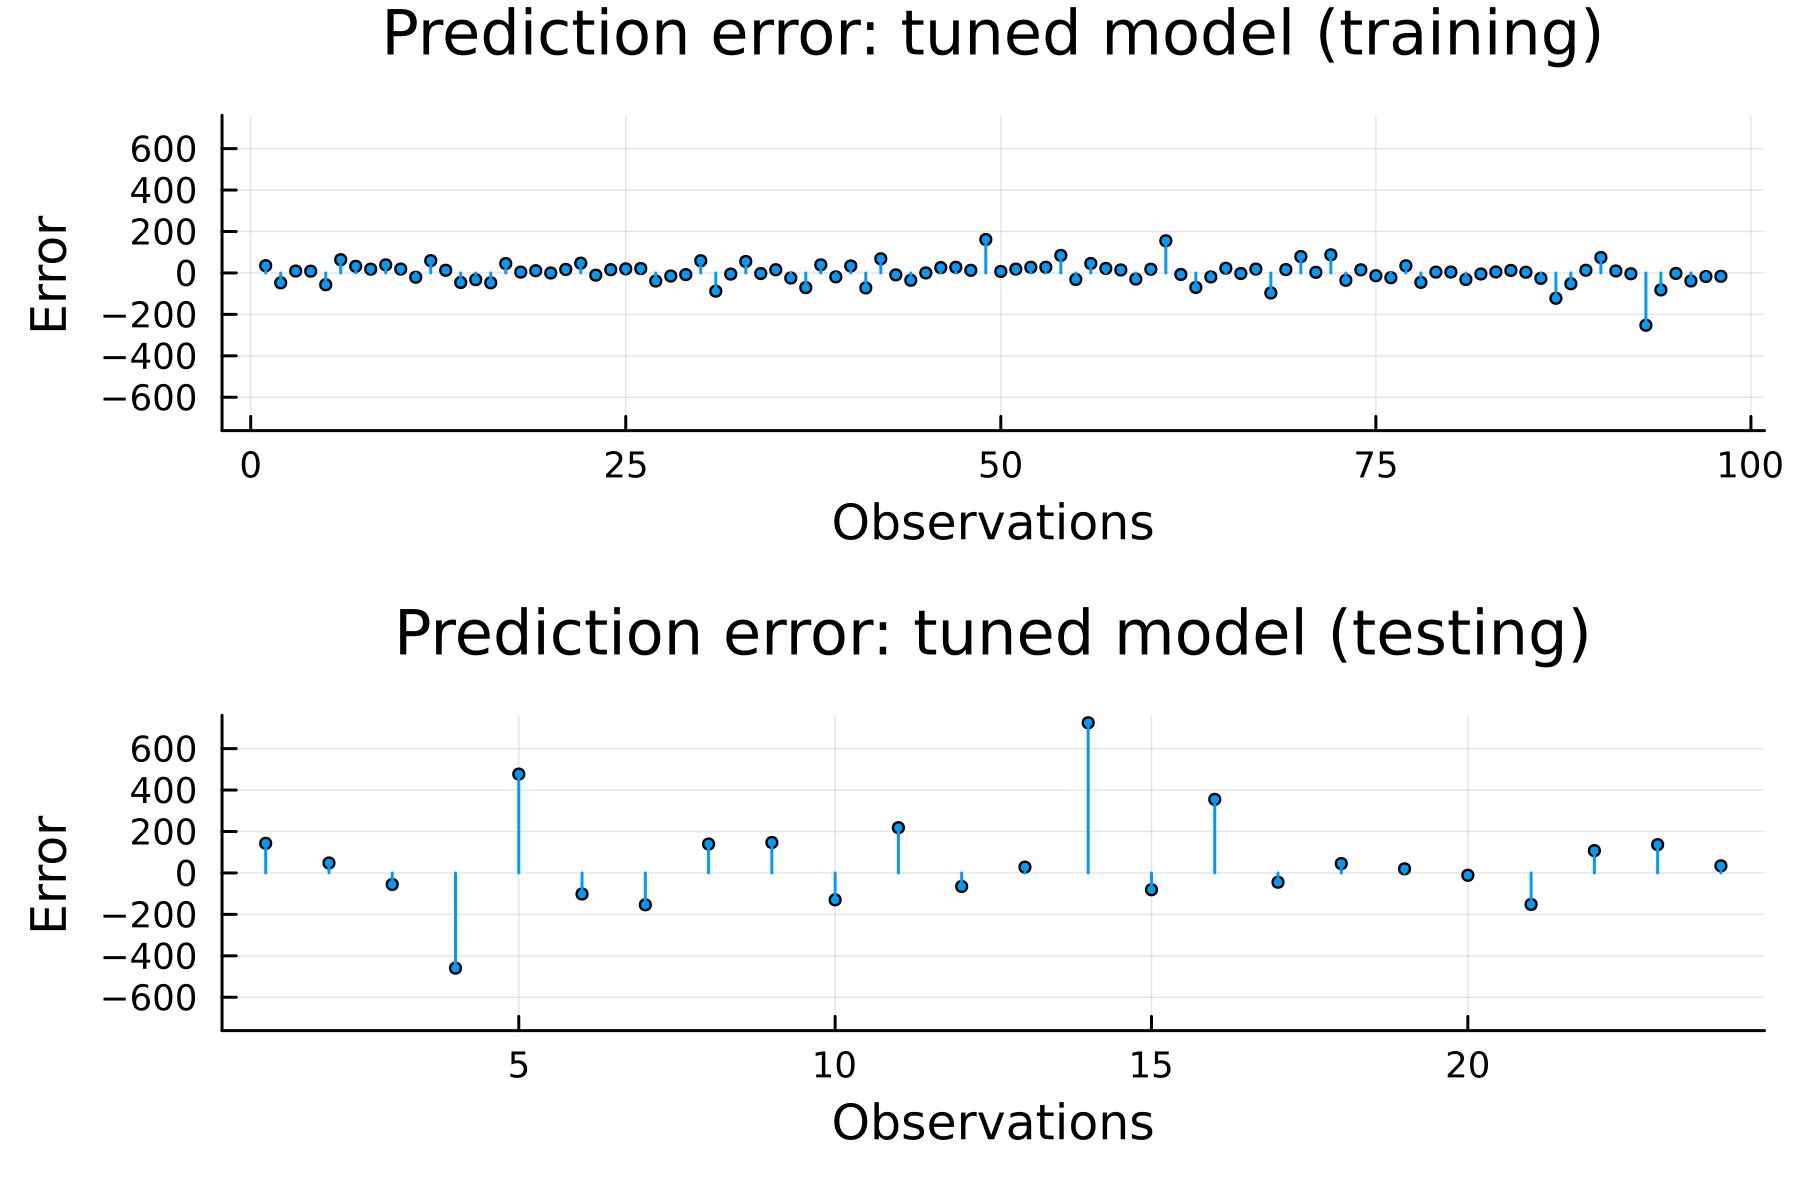 Prediction error: tuned model (training)
600
400
200
0
−200
−400
−600
Error
0 25 50 75 100
Observations
Prediction error: tuned model (testing)
600
400
200
0
−200
−400
−600
Error
5 10 15 20
Observations